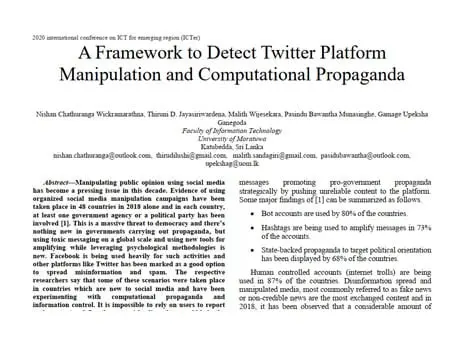 2020 international conference on ICT for emerging region (ICTer)
A Framework to Detect Twitter Platform
Manipulation and Computational Propaganda
Nishan Chathuranga Wickramarathna, Thiruni D. Jayasiriwardena, Malith Wijesekara, Pasindu Bawantha Munasinghe, Gamage Upeksha
Ganegoda
Faculty of Information Technology
University of Moratuwa
Katubedda, Sri Lanka
nishan.chathuranga@outlook.com, thirudilushi@gmail.com, malith.sandagiri@gmail.com, pasidubawantha@outlook.com,
upekshag@uom.lk
Abstract—Manipulating public opinion using social media
has become a pressing issue in this decade. Evidence of using
organized social media manipulation campaigns have been
taken place in 48 countries in 2018 alone and in each country,
at least one government agency or a political party has been
involved [1]. This is a massive threat to democracy and there's
nothing new in governments carrying out propaganda, but
using toxic messaging on a global scale and using new tools for
amplifying while leveraging psychological methodologies is
new. Facebook is being used heavily for such activities and
other platforms like Twitter has been marked as a good option
to spread misinformation and spam. The respective
researchers say that some of these scenarios were taken place
in countries which are new to social media and have been
experimenting with computational propaganda and
information control. It is impossible to rely on users to report
messages promoting pro-government propaganda
strategically by pushing unreliable content to the platform.
Some major findings of [1] can be summarized as follows.
• Bot accounts are used by 80% of the countries.
• Hashtags are being used to amplify messages in 73%
of the accounts.
• State-backed propaganda to target political orientation
has been displayed by 68% of the countries.
Human controlled accounts (internet trolls) are being
used in 87% of the countries. Disinformation spread and
manipulated media, most commonly referred to as fake news
or non-credible news are the most exchanged content and in
2018, it has been observed that a considerable amount of